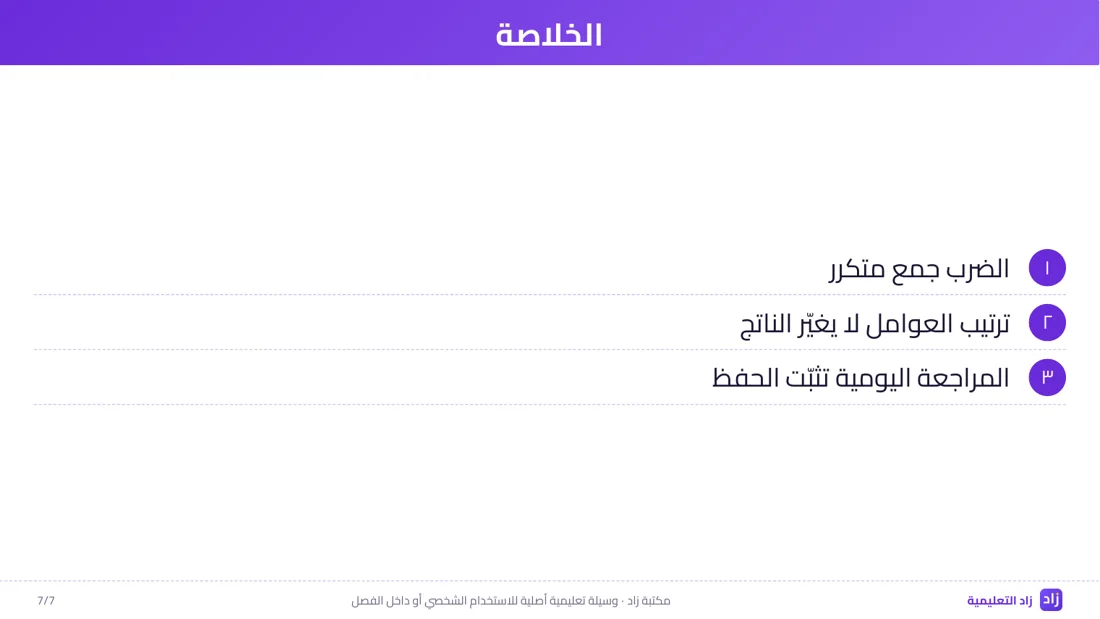 الخلاصة
١ الضرب جمع متكرر
٢ ترتيب العوامل لا يغيّر الناتج
٣ المراجعة اليومية تثبّت الحفظ
زاد زاد التعليمية
مكتبة زاد · وسيلة تعليمية أصلية للاستخدام الشخصي أو داخل الفصل
7/7